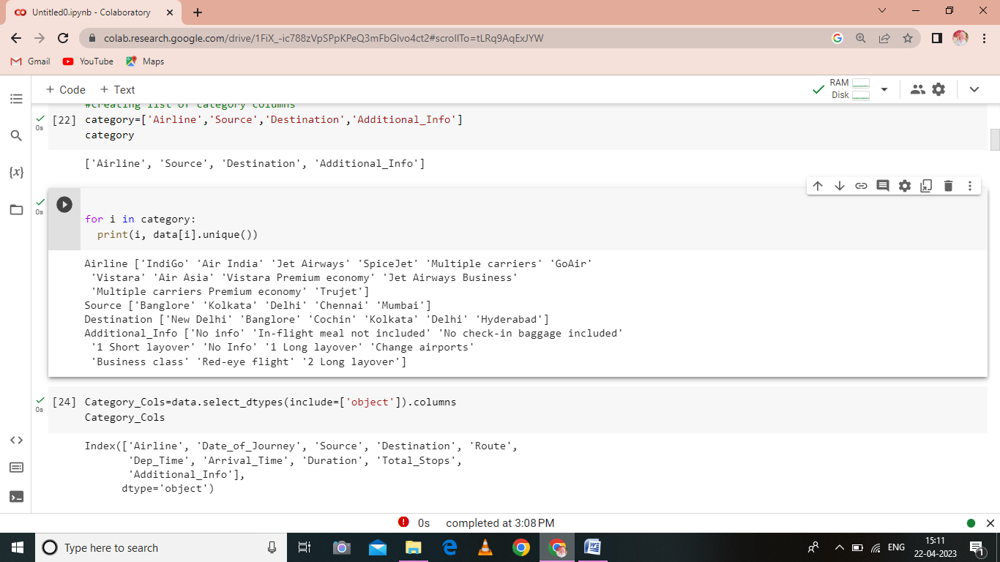 Untitled0.ipynb - Colaboratory
colab.research.google.com/drive/1FiX_-ic788zVpSPpKPeQ3mFbGlvo4ct2#scrollTo=tLRq9AqExJYW
Gmail YouTube Maps
+ Code + Text RAM
Disk
#creating list of category columns
[22] category=['Airline','Source','Destination','Additional_Info']
0s
category
['Airline', 'Source', 'Destination', 'Additional_Info']
0s
for i in category:
print(i, data[i].unique())
Airline ['IndiGo' 'Air India' 'Jet Airways' 'SpiceJet' 'Multiple carriers' 'GoAir'
'Vistara' 'Air Asia' 'Vistara Premium economy' 'Jet Airways Business'
'Multiple carriers Premium economy' 'Trujet']
Source ['Banglore' 'Kolkata' 'Delhi' 'Chennai' 'Mumbai']
Destination ['New Delhi' 'Banglore' 'Cochin' 'Kolkata' 'Delhi' 'Hyderabad']
Additional_Info ['No info' 'In-flight meal not included' 'No check-in baggage included'
'1 Short layover' 'No Info' '1 Long layover' 'Change airports'
'Business class' 'Red-eye flight' '2 Long layover']
[24] Category_Cols=data.select_dtypes(include=['object']).columns
0s
Category_Cols
Index(['Airline', 'Date_of_Journey', 'Source', 'Destination', 'Route',
'Dep_Time', 'Arrival_Time', 'Duration', 'Total_Stops',
'Additional_Info'],
dtype='object')
0s completed at 3:08 PM
Type here to search
ENG
15:11
22-04-2023
1